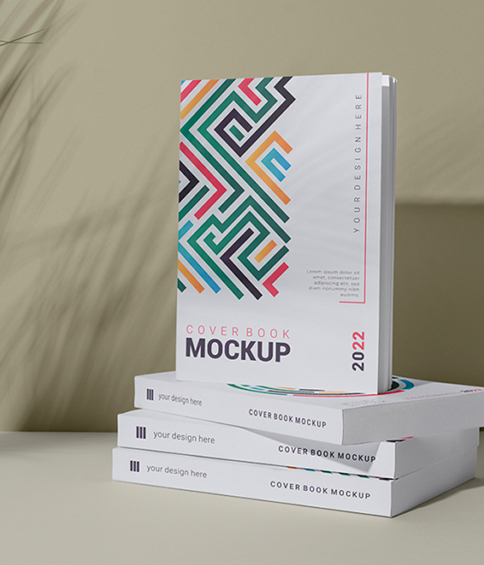 YOUR DESIGN HERE
Lorem ipsum dolor sit
amet, consectetuer
adipiscing elit, sed
diam nonummy nibh
euismo.
COVER BOOK
MOCKUP
2022
your design here
COVER BOOK MOCKUP
your design here
COVER BOOK MOCKUP
your design here
COVER BOOK MOCKUP